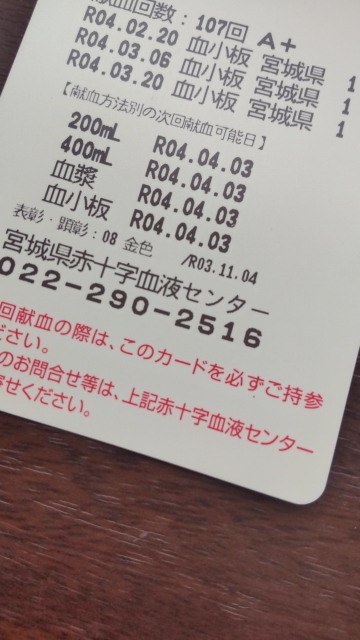 献血回数：107回 A+
R04.02.20 血小板 宮城県 1
R04.03.06 血小板 宮城県 1
R04.03.20 血小板 宮城県 1
【献血方法別の次回献血可能日】
200mL R04.04.03
400mL R04.04.03
血漿 R04.04.03
血小板 R04.04.03
表彰・顕彰：08 金色 /R03.11.04
宮城県赤十字血液センター
022-290-2516
回献血の際は、このカードを必ずご持参
ださい。
のお問合せ等は、上記赤十字血液センター
せください。